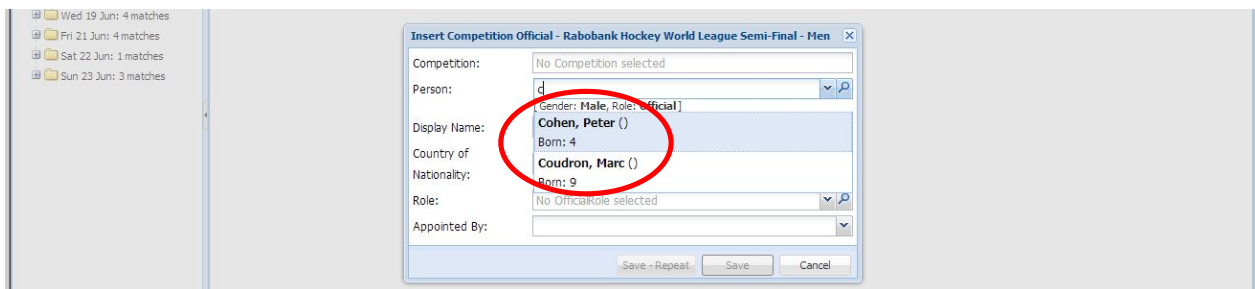 Wed 19 Jun: 4 matches
Fri 21 Jun: 4 matches
Sat 22 Jun: 1 matches
Sun 23 Jun: 3 matches
Insert Competition Official - Rabobank Hockey World League Semi-Final - Men
Competition: No Competition selected
Person: c
[ Gender: Male, Role: Official ]
Display Name: Cohen, Peter ()
Born: 4
Country of
Nationality: Coudron, Marc ()
Born: 9
Role: No OfficialRole selected
Appointed By:
Save - Repeat Save Cancel